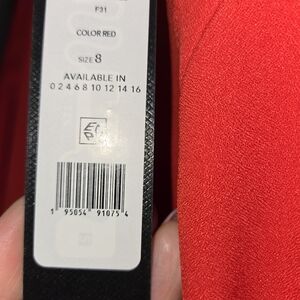 F31
COLOR RED
SIZE 8
AVAILABLE IN
0 2 4 6 8 10 12 14 16
1 95054 91075 4